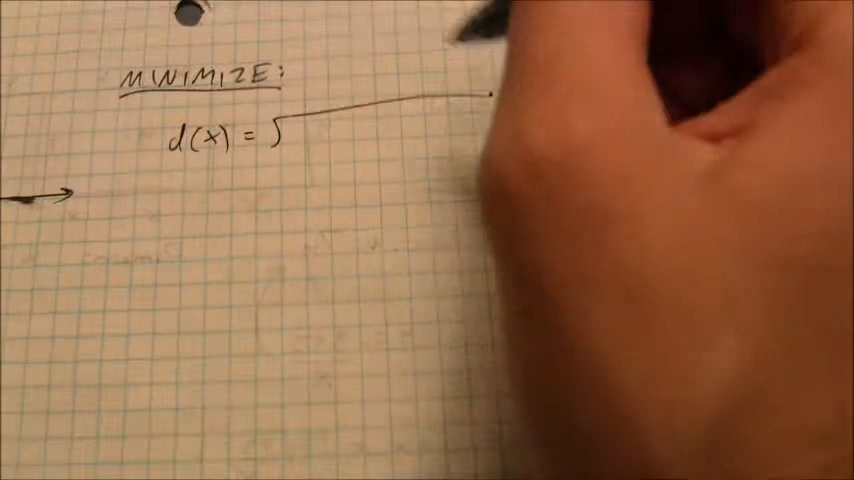 MINIMIZE:
d(x) = √